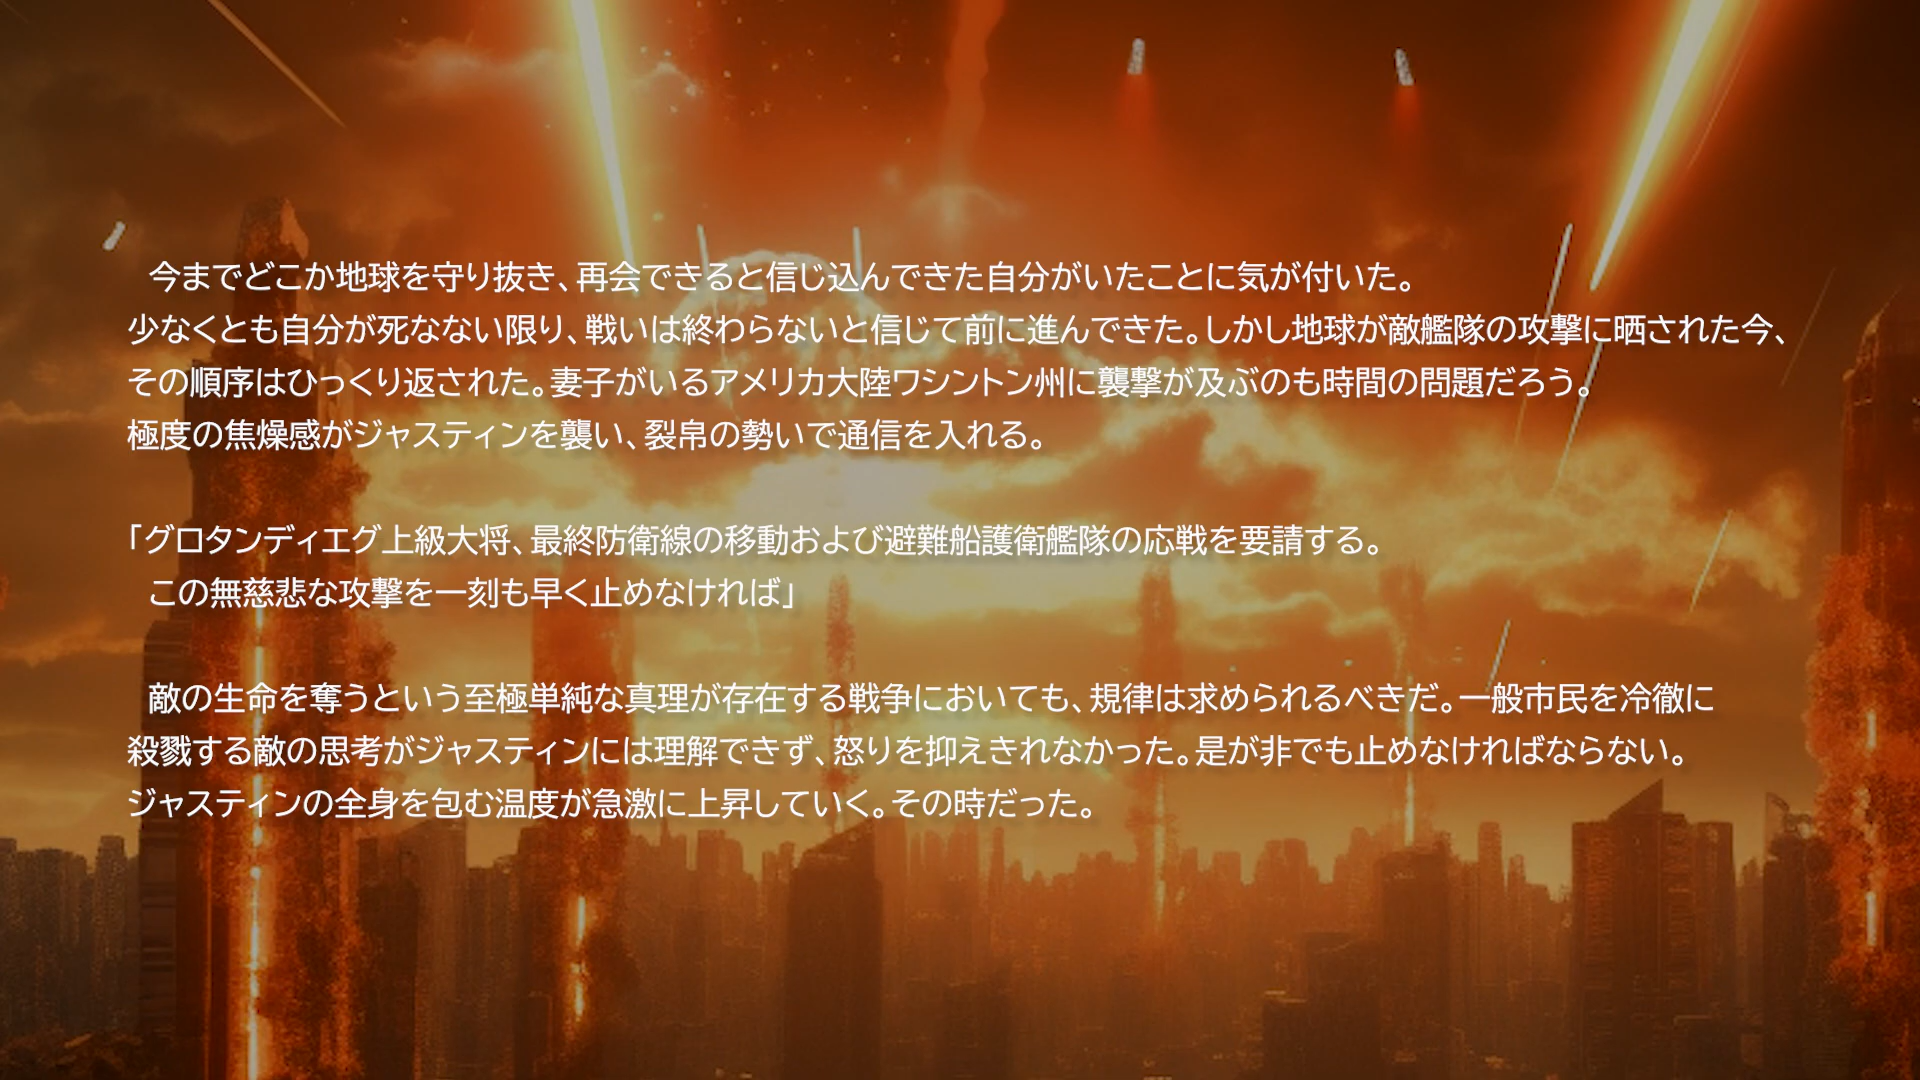 今までどこか地球を守り抜き、再会できると信じ込んできた自分がいたことに気が付いた。
少なくとも自分が死なない限り、戦いは終わらないと信じて前に進んできた。しかし地球が敵艦隊の攻撃に晒された今、
その順序はひっくり返された。妻子がいるアメリカ大陸ワシントン州に襲撃が及ぶのも時間の問題だろう。
極度の焦燥感がジャスティンを襲い、裂帛の勢いで通信を入れる。
「グロタンディエグ上級大将、最終防衛線の移動および避難船護衛艦隊の応戦を要請する。
この無慈悲な攻撃を一刻も早く止めなければ」
敵の生命を奪うという至極単純な真理が存在する戦争においても、規律は求められるべきだ。一般市民を冷徹に
殺戮する敵の思考がジャスティンには理解できず、怒りを抑えきれなかった。是が非でも止めなければならない。
ジャスティンの全身を包む温度が急激に上昇していく。その時だった。